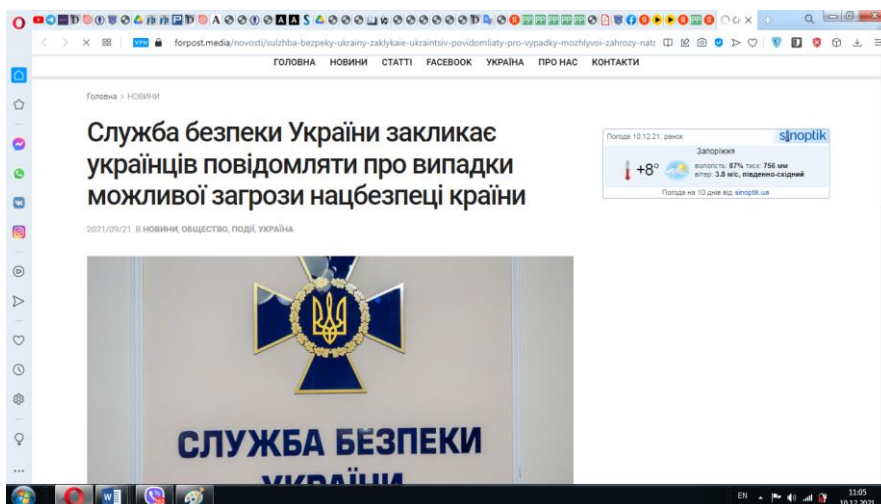 VPN forpost.media/novosti/sulzhba-bezpeky-ukrainy-zaklykaie-ukraintsiv-povidomliaty-pro-vypadky-mozhlyvoi-zahrozy-nats
ГОЛОВНА НОВИНИ СТАТТІ FACEBOOK УКРАЇНА ПРО НАС КОНТАКТИ
Головна > НОВИНИ
Служба безпеки України закликає
українців повідомляти про випадки
можливої загрози нацбезпеці країни
2021/09/21 В НОВИНИ, ОБЩЕСТВО, ПОДІЇ, УКРАЇНА
Погода 10.12.21, ранок
sinoptik
Запоріжжя
+8°
вологість: 87% тиск: 756 мм
вітер: 3.8 м/с, південно-східний
Погода на 10 днів від sinoptik.ua
СЛУЖБА БЕЗПЕКИ
УКРАЇНИ
EN
11:05
10.12.2021